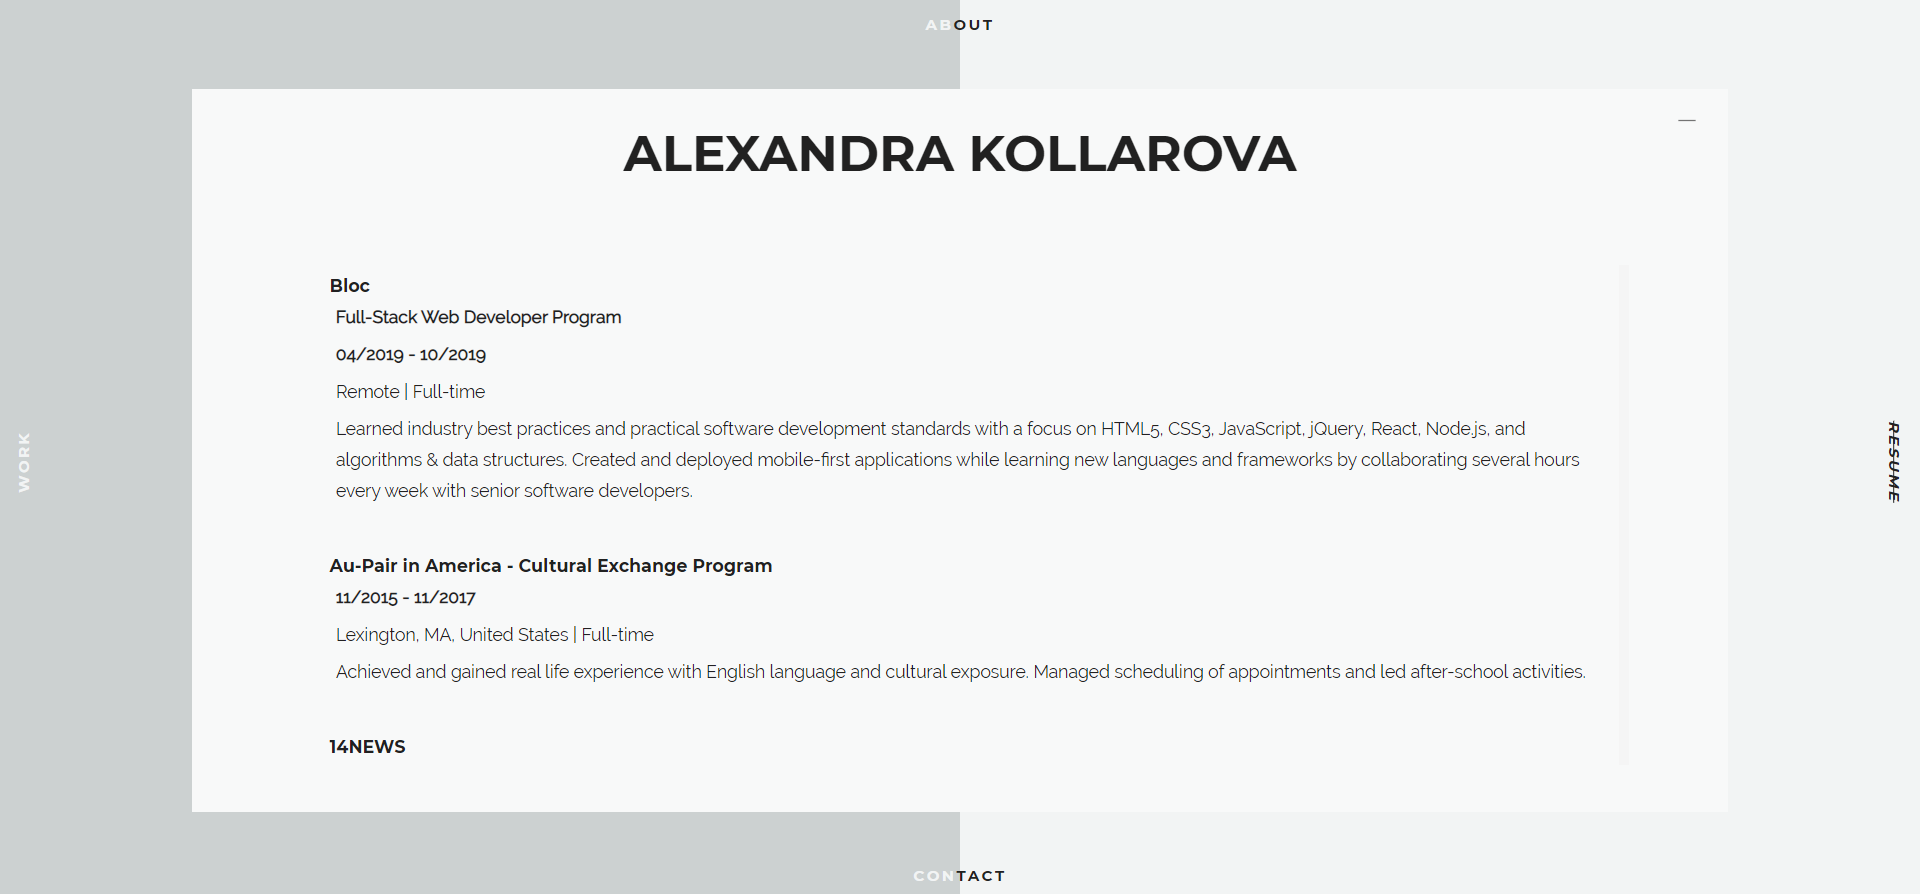 ABOUT
ALEXANDRA KOLLAROVA
Bloc
Full-Stack Web Developer Program
04/2019 - 10/2019
Remote | Full-time
Learned industry best practices and practical software development standards with a focus on HTML5, CSS3, JavaScript, jQuery, React, Node.js, and
algorithms & data structures. Created and deployed mobile-first applications while learning new languages and frameworks by collaborating several hours
every week with senior software developers.
Au-Pair in America - Cultural Exchange Program
11/2015 - 11/2017
Lexington, MA, United States | Full-time
Achieved and gained real life experience with English language and cultural exposure. Managed scheduling of appointments and led after-school activities.
14NEWS
WORK
RESUME
CONTACT